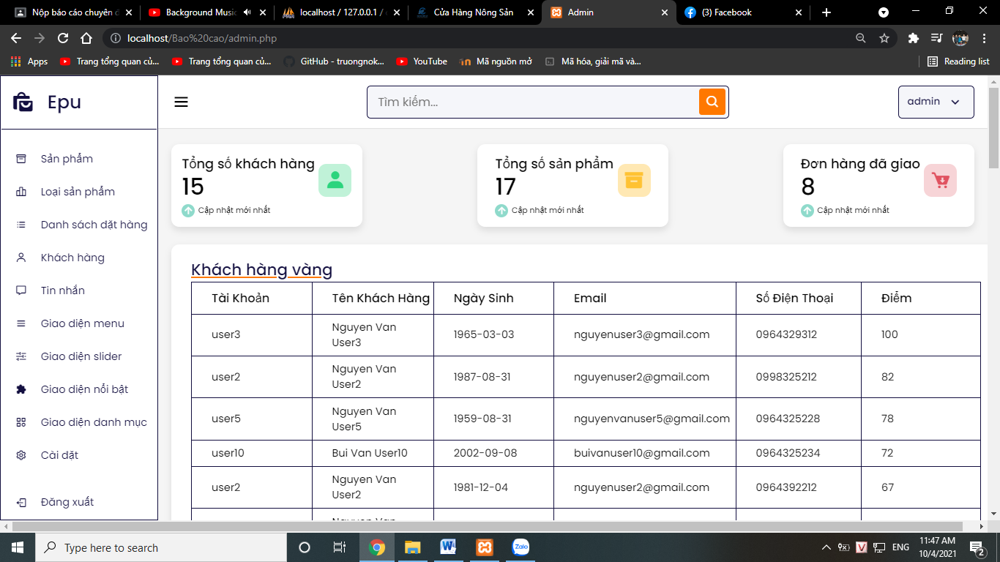 Nộp báo cáo chuyên
Background Music
localhost / 127.0.0.1 /
Cửa Hàng Nông Sản
Admin
(3) Facebook
localhost/Bao%20cao/admin.php
Apps
Trang tổng quan củ...
Trang tổng quan củ...
GitHub - truongnok...
YouTube
Mã nguồn mở
Mã hóa, giải mã và...
Reading list
Epu
Tìm kiếm...
admin
Sản phẩm
Loại sản phẩm
Danh sách đặt hàng
Khách hàng
Tin nhắn
Giao diện menu
Giao diện slider
Giao diện nổi bật
Giao diện danh mục
Cài dặt
Đăng xuất
Tổng số khách hàng
15
Cập nhật mới nhất
Tổng số sản phẩm
17
Cập nhật mới nhất
Đơn hàng đã giao
8
Cập nhật mới nhất
Khách hàng vàng
Tài Khoản Tên Khách Hàng Ngày Sinh Email Số Điện Thoại Điểm
user3 Nguyen Van User3 1965-03-03 nguyenuser3@gmail.com 0964329312 100
user2 Nguyen Van User2 1987-08-31 nguyenuser2@gmail.com 0998325212 82
user5 Nguyen Van User5 1959-08-31 nguyenvanuser5@gmail.com 0964325228 78
user10 Bui Van User10 2002-09-08 buivanuser10@gmail.com 0964325234 72
user2 Nguyen Van User2 1981-12-04 nguyenuser2@gmail.com 0964392212 67
Type here to search
Zalo
ENG
11:47 AM
10/4/2021
2